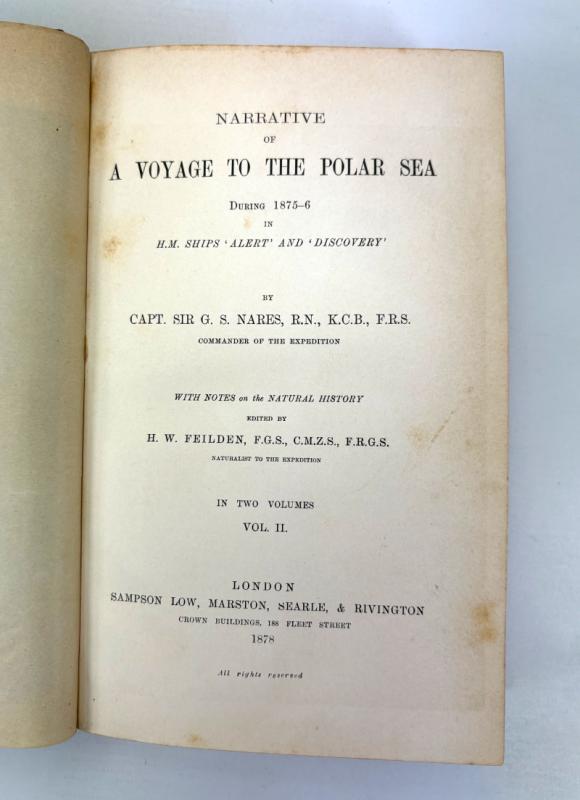 NARRATIVE
OF
A VOYAGE TO THE POLAR SEA
DURING 1875–6
IN
H.M. SHIPS ‘ALERT’ AND ‘DISCOVERY’
BY
CAPT. SIR G. S. NARES, R.N., K.C.B., F.R.S.
COMMANDER OF THE EXPEDITION
WITH NOTES on the NATURAL HISTORY
EDITED BY
H. W. FEILDEN, F.G.S., C.M.Z.S., F.R.G.S.
NATURALIST TO THE EXPEDITION
IN TWO VOLUMES
VOL. II.
LONDON
SAMPSON LOW, MARSTON, SEARLE, & RIVINGTON
CROWN BUILDINGS, 188 FLEET STREET
1878
All rights reserved